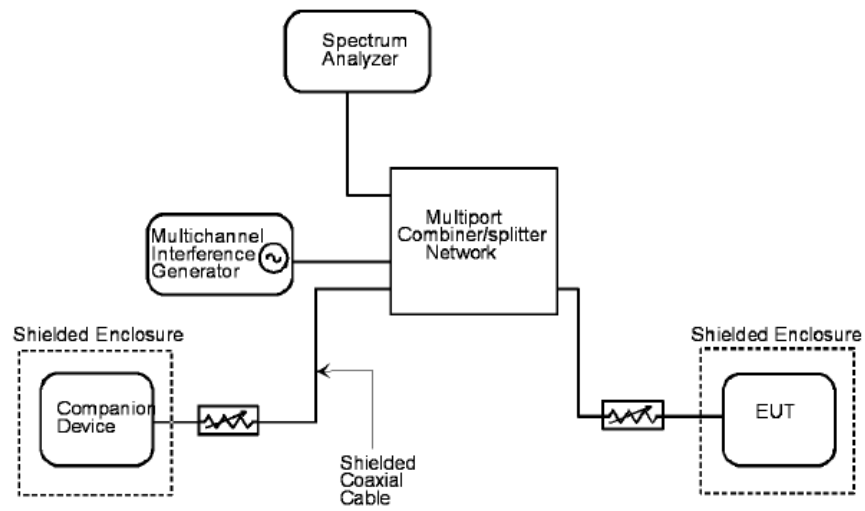 Spectrum
Analyzer
Multiport
Combiner/splitter
Network
Multichannel
Interference
Generator
Shielded Enclosure
Companion
Device
Shielded
Coaxial
Cable
Shielded Enclosure
EUT